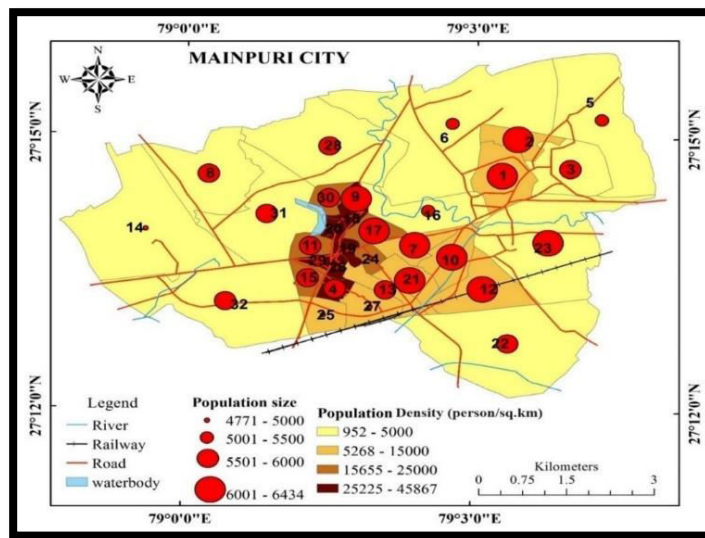 79°0'0"E 79°3'0"E
MAINPURI CITY
N
W E
S
27°15'0"N 27°15'0"N
5
6
2
28
8 3
1
30 9
31 16
14 17
11 7 23
24
29 10
15 21
4 13 12
32 27
25
22
27°12'0"N 27°12'0"N
Legend
River
Railway
Road
waterbody
Population size
4771 - 5000
5001 - 5500
5501 - 6000
6001 - 6434
Population Density (person/sq.km)
952 - 5000
5268 - 15000
15655 - 25000
25225 - 45867
Kilometers
0 0.75 1.5 3
79°0'0"E 79°3'0"E